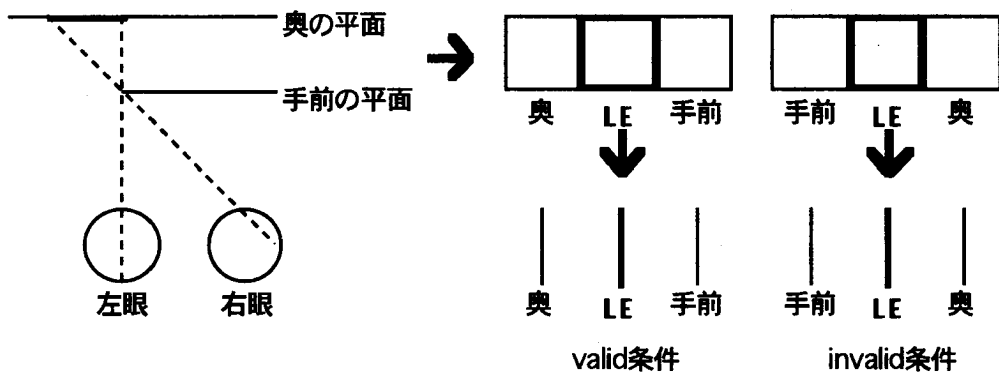 奥の平面
手前の平面
左眼 右眼
奥 LE 手前
手前 LE 奥
奥 LE 手前
手前 LE 奥
valid条件
invalid条件